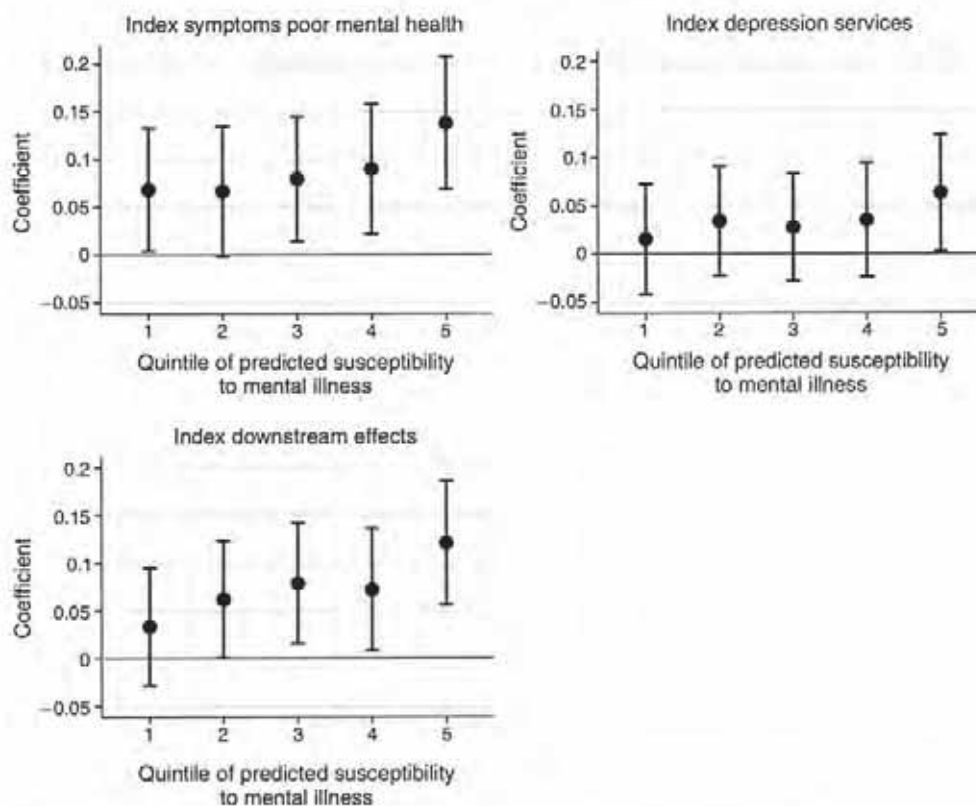 Index symptoms poor mental health
0.2
0.15
0.1
0.05
0
−0.05
Coefficient
1 2 3 4 5
Quintile of predicted susceptibility
to mental illness
Index depression services
0.2
0.15
0.1
0.05
0
−0.05
Coefficient
1 2 3 4 5
Quintile of predicted susceptibility
to mental illness
Index downstream effects
0.2
0.15
0.1
0.05
0
−0.05
Coefficient
1 2 3 4 5
Quintile of predicted susceptibility
to mental illness